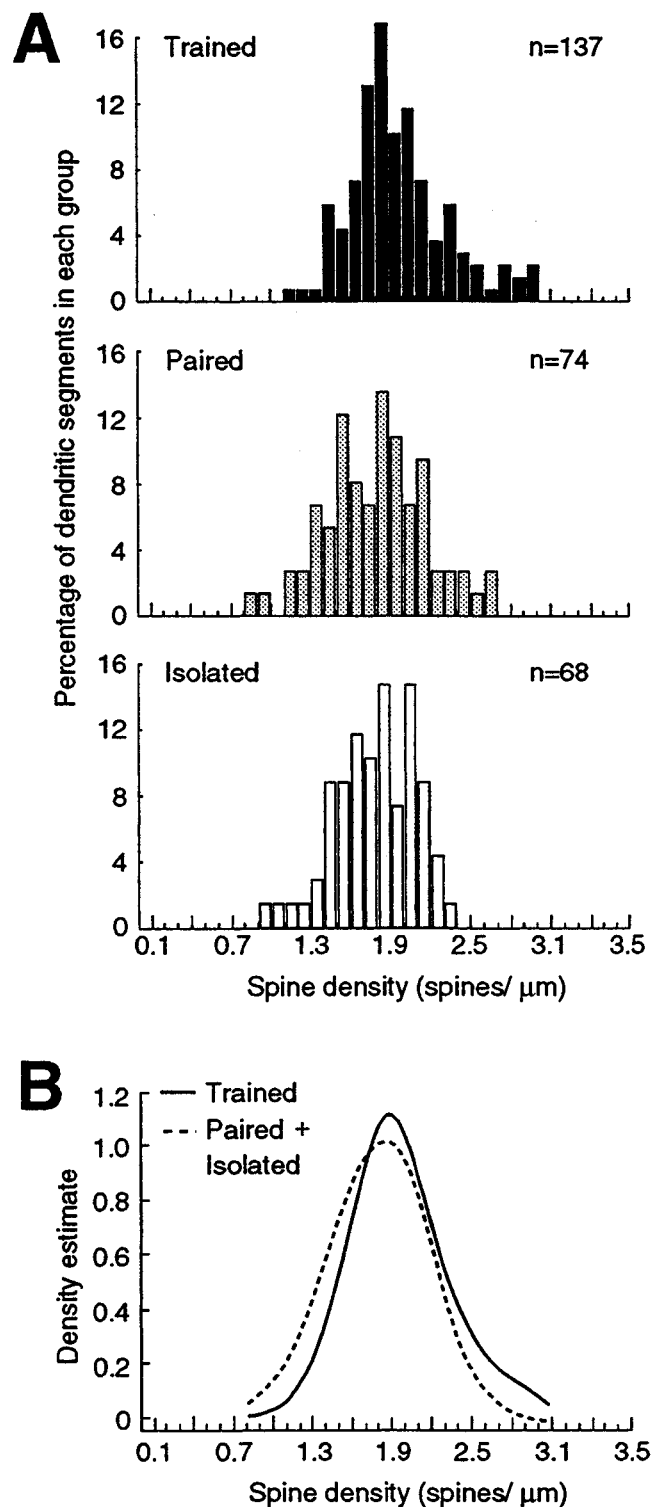 A
Trained
n=137
16
12
8
4
0
Percentage of dendritic segments in each group
Paired
n=74
16
12
8
4
0
Isolated
n=68
16
12
8
4
0
0.1 0.7 1.3 1.9 2.5 3.1 3.5
Spine density (spines/ μm)
B
Trained
Paired +
Isolated
1.2
1.0
0.8
0.6
0.4
0.2
0
Density estimate
0.1 0.7 1.3 1.9 2.5 3.1 3.5
Spine density (spines/ μm)